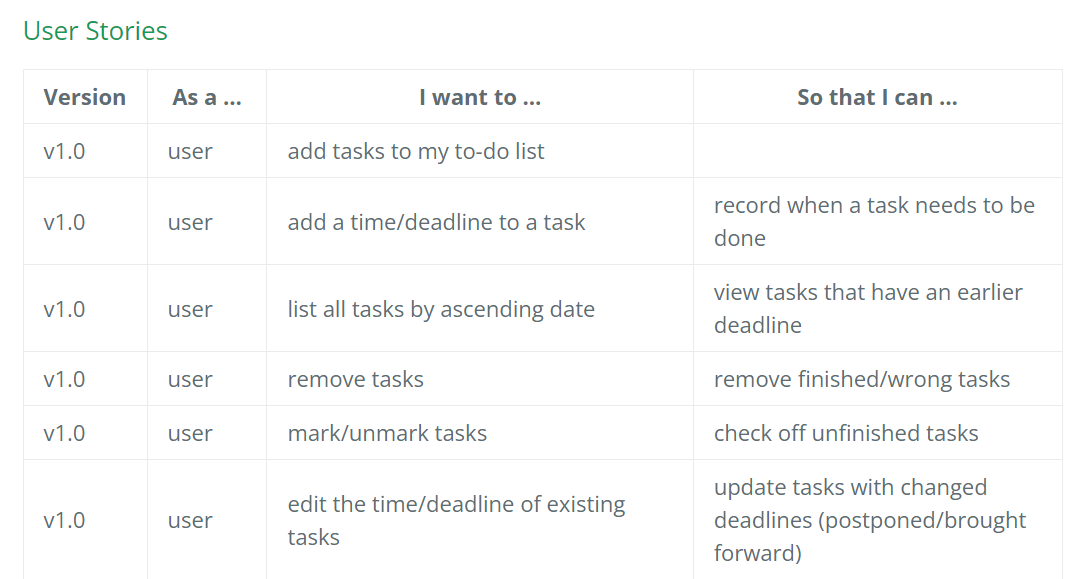 User Stories
Version As a ... I want to ... So that I can ...
v1.0 user add tasks to my to-do list
v1.0 user add a time/deadline to a task record when a task needs to be
done
v1.0 user list all tasks by ascending date view tasks that have an earlier
deadline
v1.0 user remove tasks remove finished/wrong tasks
v1.0 user mark/unmark tasks check off unfinished tasks
v1.0 user edit the time/deadline of existing
tasks update tasks with changed
deadlines (postponed/brought
forward)